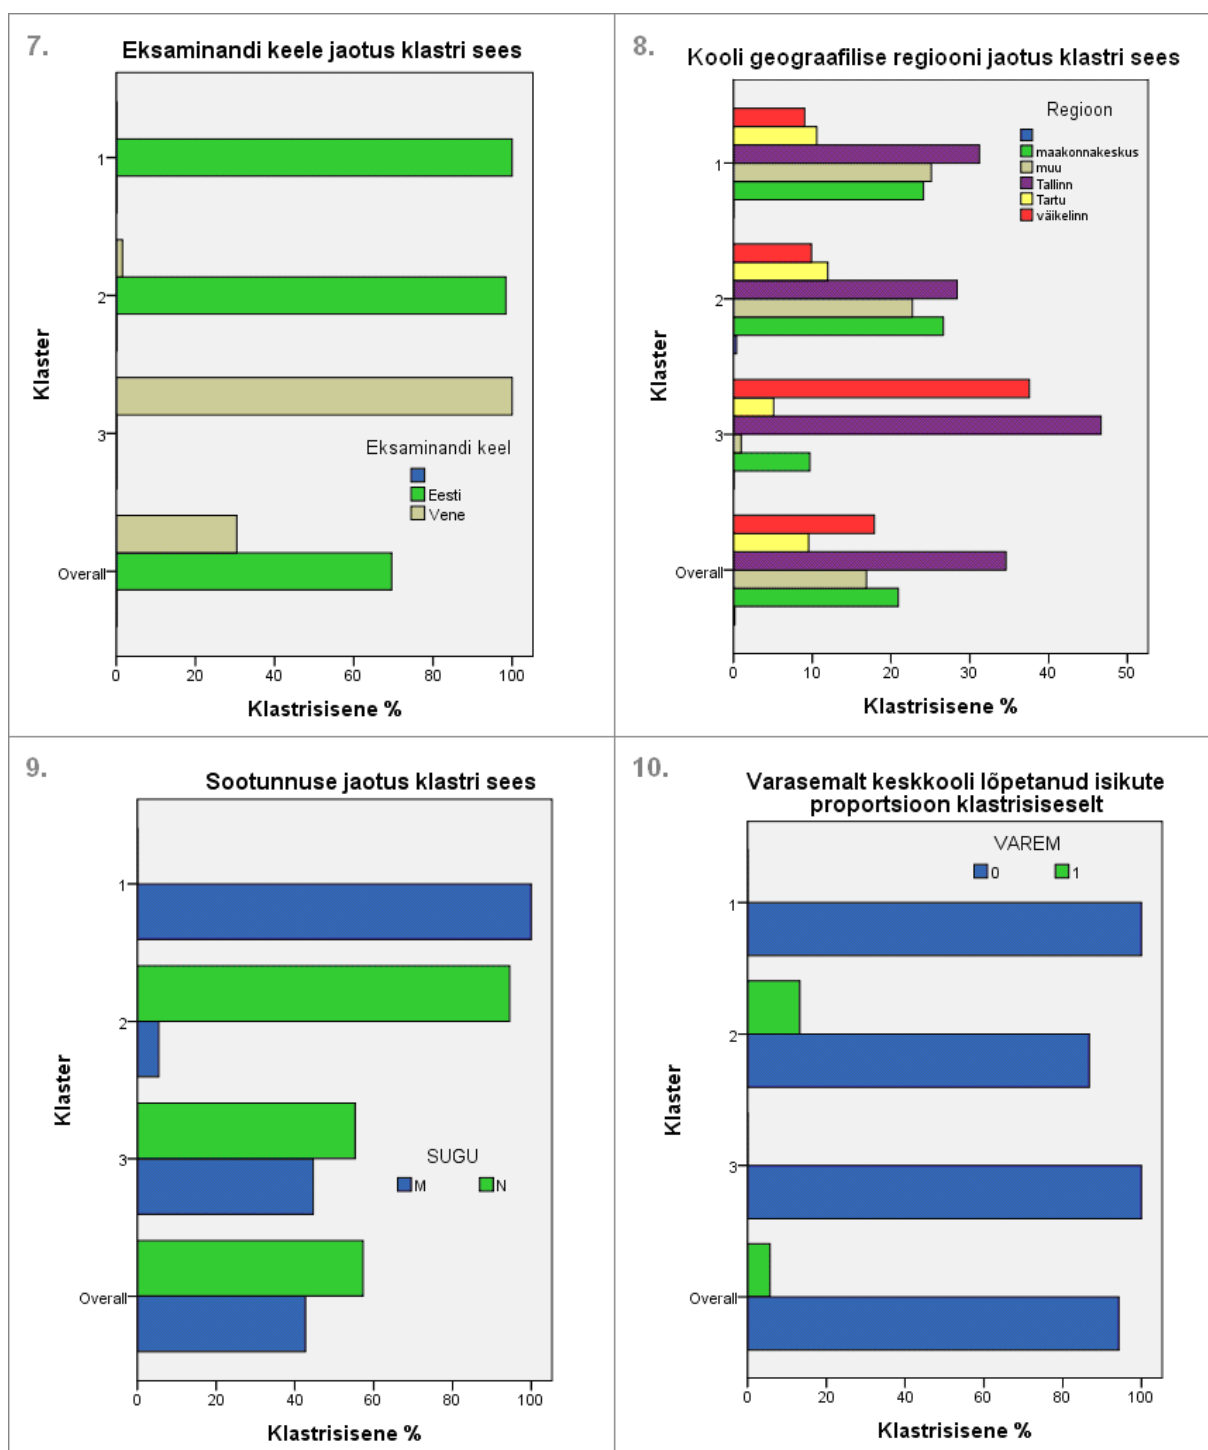 7.
Eksaminandi keele jaotus klastri sees
1
2
3
Overall
Klaster
Eksaminandi keel
Eesti
Vene
0 20 40 60 80 100
Klastrisisene %
8.
Kooli geograafilise regiooni jaotus klastri sees
Regioon
maakonnakeskus
muu
Tallinn
Tartu
väikelinn
1
2
3
Overall
Klaster
0 10 20 30 40 50
Klastrisisene %
9.
Sootunnuse jaotus klastri sees
1
2
3
Overall
Klaster
SUGU
M N
0 20 40 60 80 100
Klastrisisene %
10.
Varasemalt keskkooli lõpetanud isikute
proportsioon klastrisiseselt
VAREM
0 1
1
2
3
Overall
Klaster
0 20 40 60 80 100
Klastrisisene %